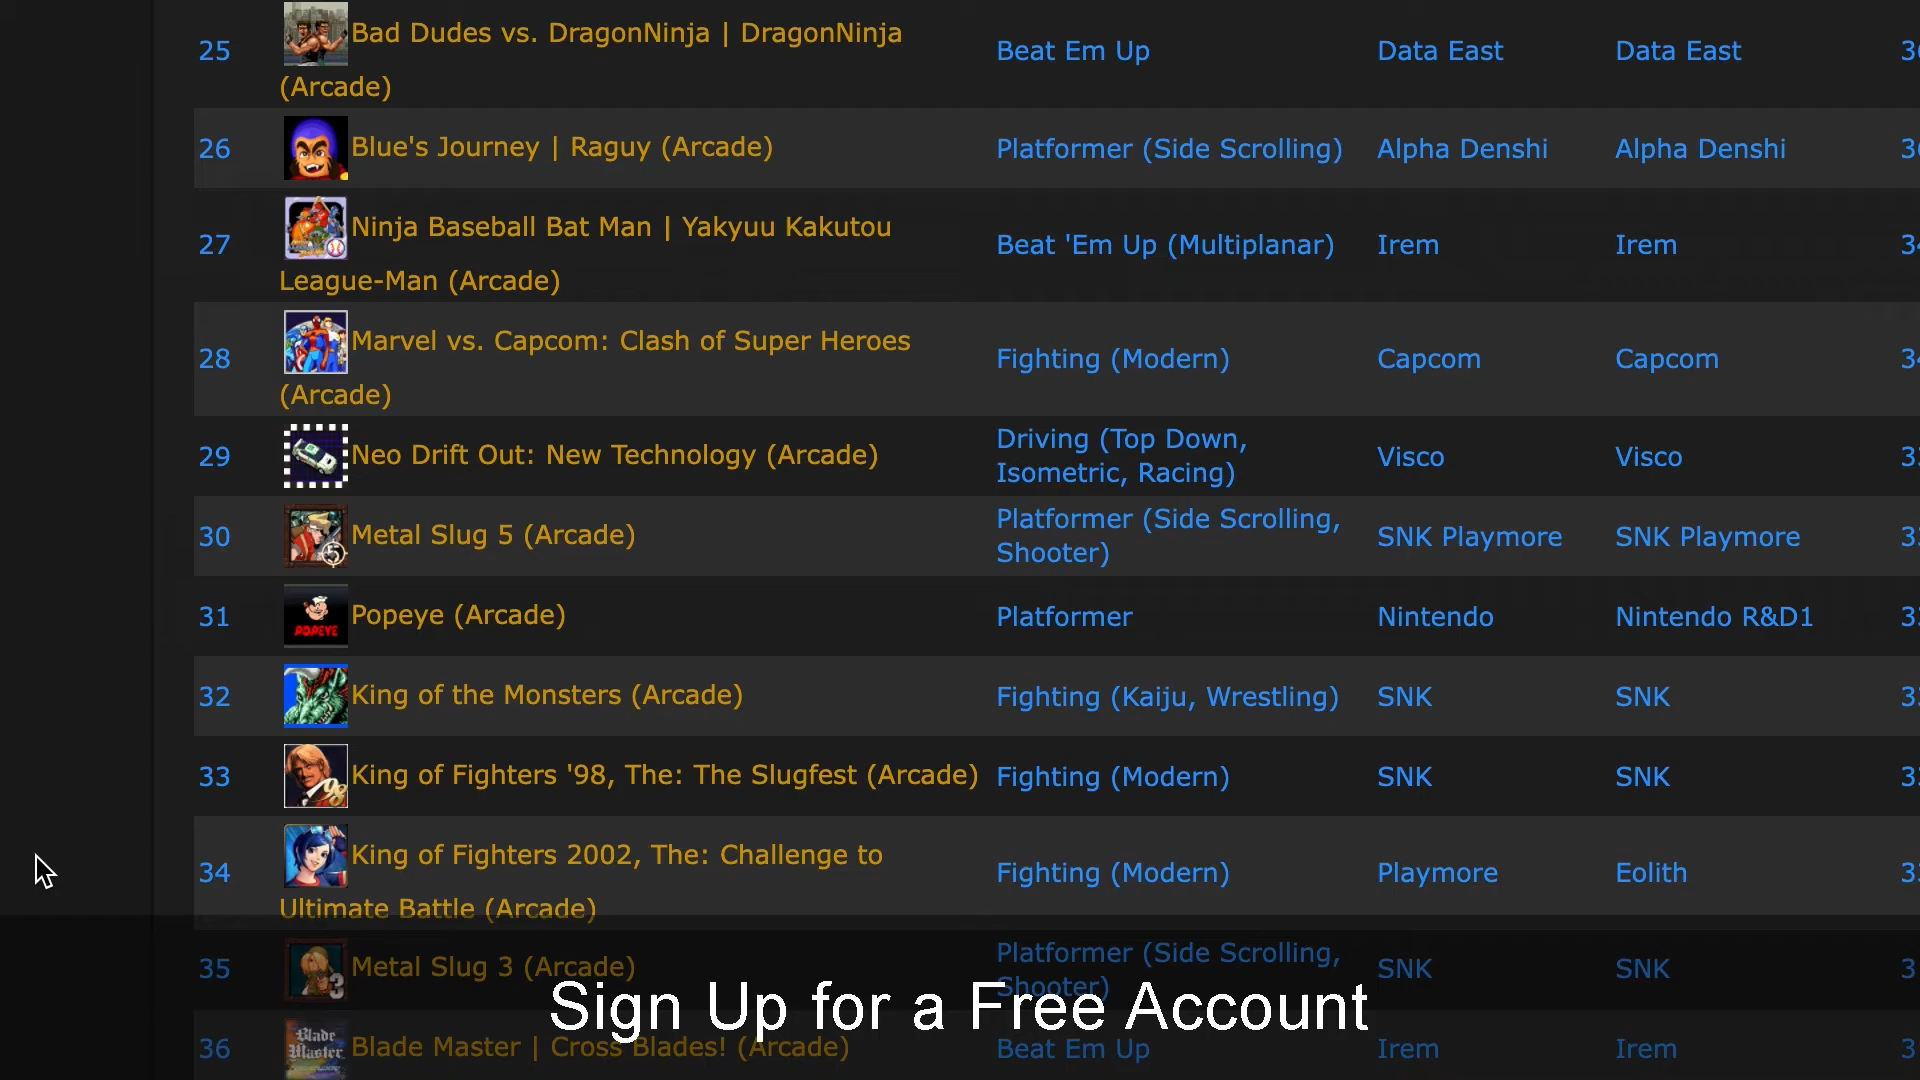 25 Bad Dudes vs. DragonNinja | DragonNinja Beat Em Up Data East Data East
(Arcade)
26 Blue's Journey | Raguy (Arcade) Platformer (Side Scrolling) Alpha Denshi Alpha Denshi
27 Ninja Baseball Bat Man | Yakyuu Kakutou Beat 'Em Up (Multiplanar) Irem Irem
League-Man (Arcade)
28 Marvel vs. Capcom: Clash of Super Heroes Fighting (Modern) Capcom Capcom
(Arcade)
29 Neo Drift Out: New Technology (Arcade) Driving (Top Down, Visco Visco
Isometric, Racing)
30 Metal Slug 5 (Arcade) Platformer (Side Scrolling, SNK Playmore SNK Playmore
Shooter)
31 POPEYE Popeye (Arcade) Platformer Nintendo Nintendo R&D1
32 King of the Monsters (Arcade) Fighting (Kaiju, Wrestling) SNK SNK
33 98 King of Fighters '98, The: The Slugfest (Arcade) Fighting (Modern) SNK SNK
34 King of Fighters 2002, The: Challenge to Fighting (Modern) Playmore Eolith
Ultimate Battle (Arcade)
35 3 Metal Slug 3 (Arcade) Platformer (Side Scrolling, SNK SNK
Shooter)
Sign Up for a Free Account
36 Blade Master Blade Master | Cross Blades! (Arcade) Beat Em Up Irem Irem